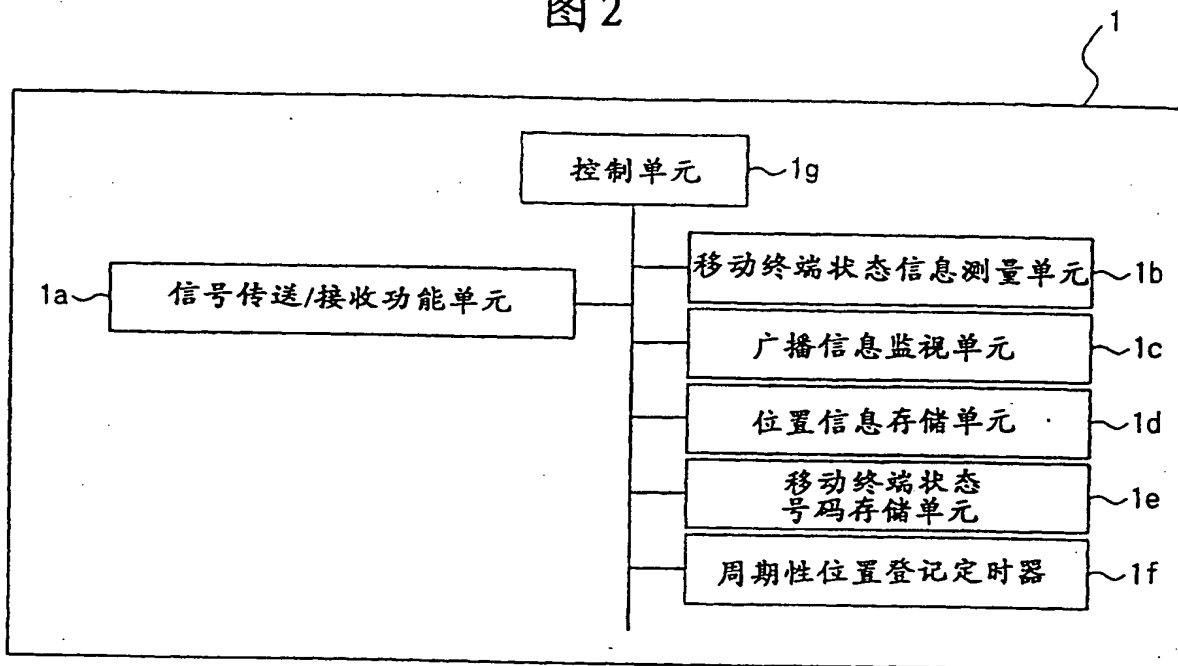 图2
1
控制单元
1g
移动终端状态信息测量单元
1b
1a
信号传送/接收功能单元
广播信息监视单元
1c
位置信息存储单元
1d
移动终端状态
号码存储单元
1e
周期性位置登记定时器
1f